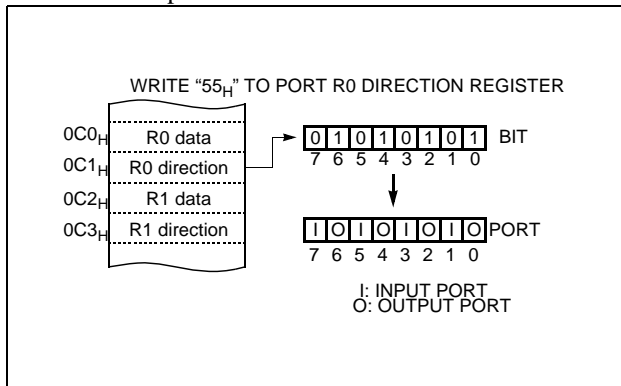 WRITE “55H” TO PORT R0 DIRECTION REGISTER
0C0H R0 data
0C1H R0 direction
0C2H R1 data
0C3H R1 direction
0 1 0 1 0 1 0 1 BIT
7 6 5 4 3 2 1 0
I O I O I O I O PORT
7 6 5 4 3 2 1 0
I: INPUT PORT
O: OUTPUT PORT